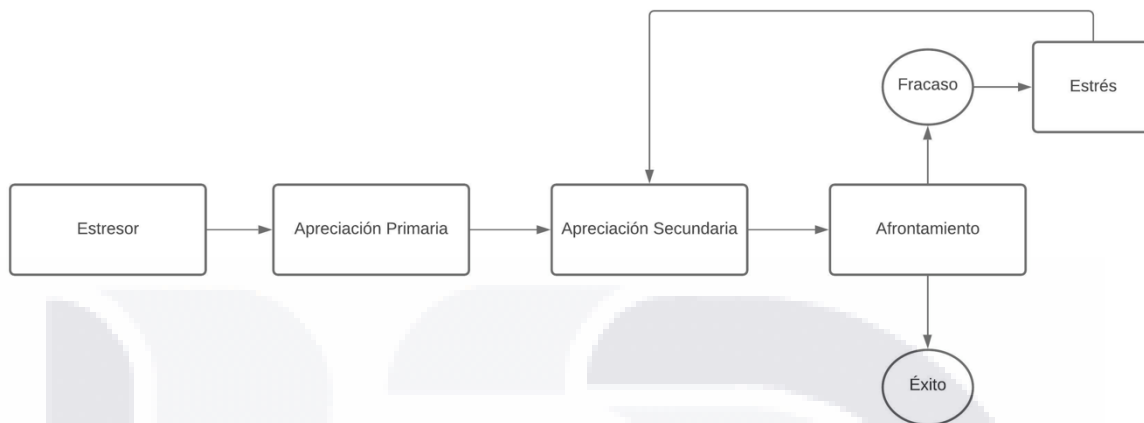 Fracaso
Estrés
Estresor
Apreciación Primaria
Apreciación Secundaria
Afrontamiento
Éxito